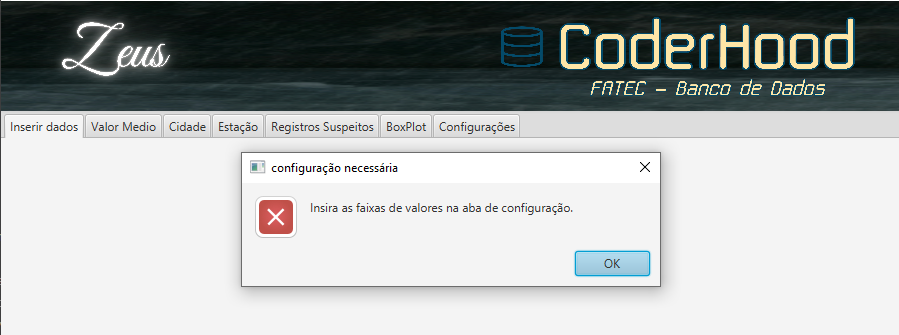 Zeus
CoderHood
FATEC - Banco de Dados
Inserir dados Valor Medio Cidade Estação Registros Suspeitos BoxPlot Configurações
configuração necessária
Insira as faixas de valores na aba de configuração.
OK